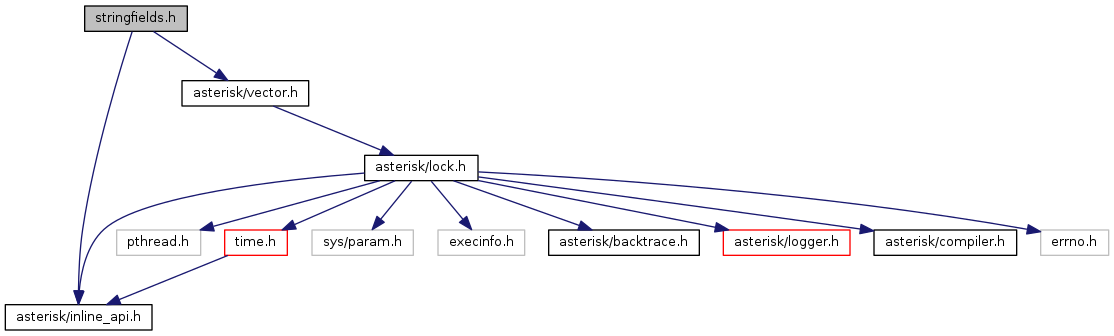 stringfields.h
asterisk/vector.h
asterisk/lock.h
pthread.h
time.h
sys/param.h
execinfo.h
asterisk/backtrace.h
asterisk/logger.h
asterisk/compiler.h
errno.h
asterisk/inline_api.h